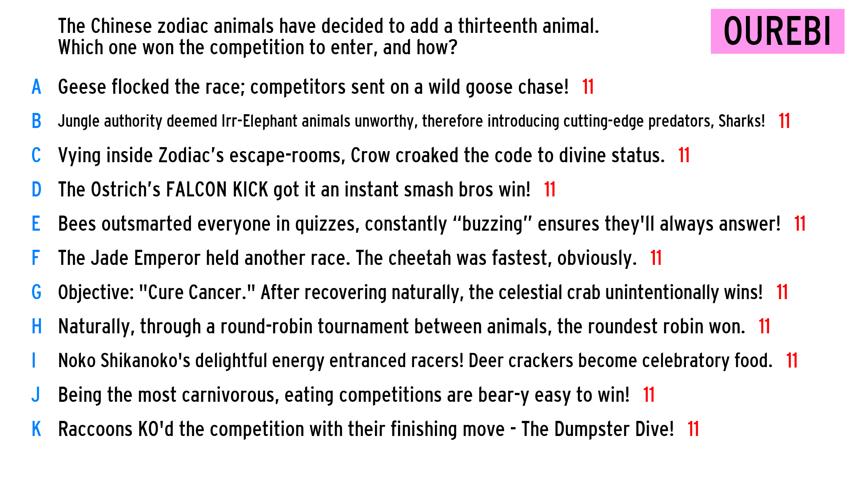 The Chinese zodiac animals have decided to add a thirteenth animal.
Which one won the competition to enter, and how?
OUREBI
A Geese flocked the race; competitors sent on a wild goose chase! 11
B Jungle authority deemed Irr-Elephant animals unworthy, therefore introducing cutting-edge predators, Sharks! 11
C Vying inside Zodiac's escape-rooms, Crow croaked the code to divine status. 11
D The Ostrich's FALCON KICK got it an instant smash bros win! 11
E Bees outsmarted everyone in quizzes, constantly “buzzing” ensures they'll always answer! 11
F The Jade Emperor held another race. The cheetah was fastest, obviously. 11
G Objective: "Cure Cancer." After recovering naturally, the celestial crab unintentionally wins! 11
H Naturally, through a round-robin tournament between animals, the roundest robin won. 11
I Noko Shikanoko's delightful energy entranced racers! Deer crackers become celebratory food. 11
J Being the most carnivorous, eating competitions are bear-y easy to win! 11
K Raccoons KO'd the competition with their finishing move - The Dumpster Dive! 11